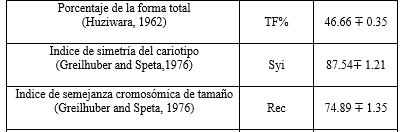 Porcentaje de la forma total
(Huziwara, 1962)
TF%
46.66 ∓ 0.35
Indice de simetría del cariotipo
(Greilhuber and Speta,1976)
Syi
87.54∓ 1.21
Indice de semejanza cromosómica de tamaño
(Greilhuber and Speta, 1976)
Rec
74.89 ∓ 1.35